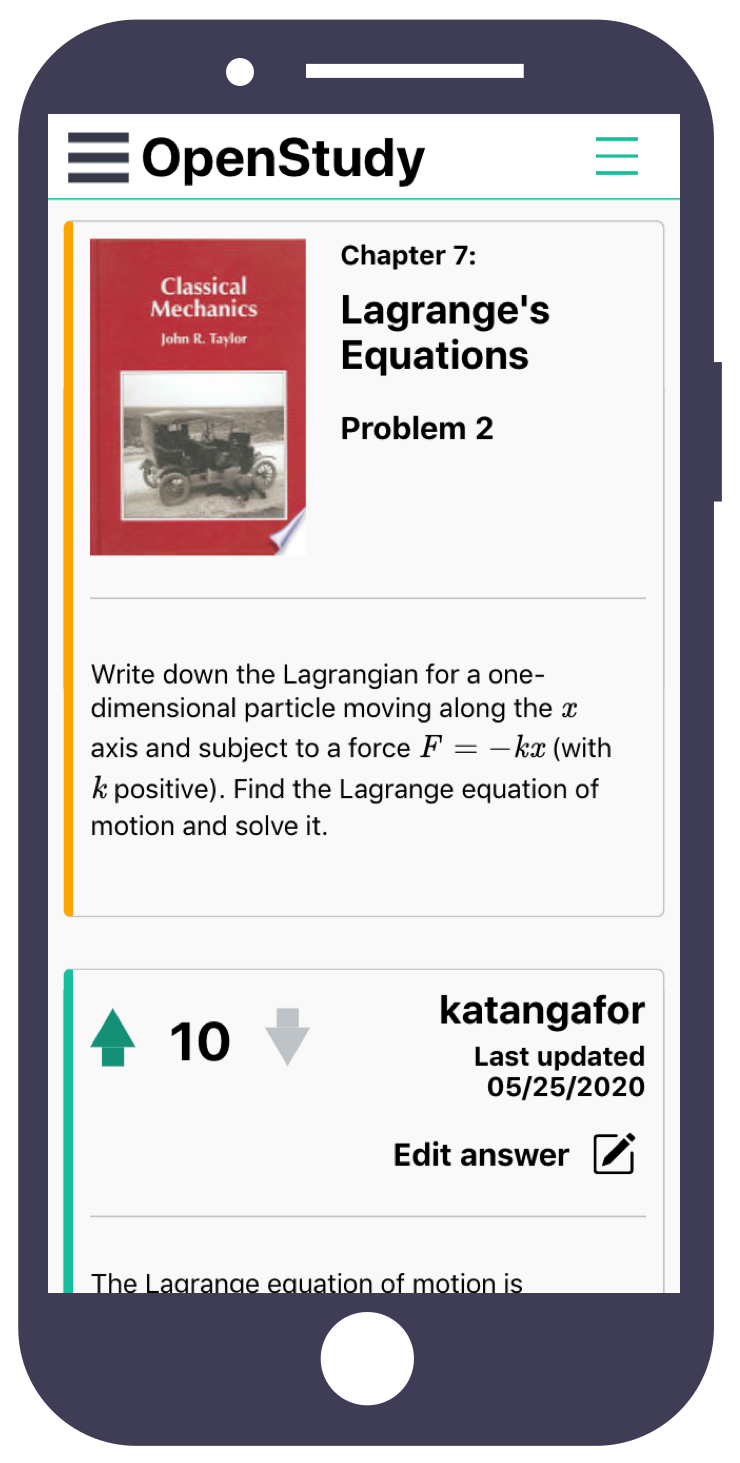 OpenStudy
Classical
Mechanics
John R. Taylor
Chapter 7:
Lagrange's
Equations
Problem 2
Write down the Lagrangian for a one-
dimensional particle moving along the x
axis and subject to a force F = −kx (with
k positive). Find the Lagrange equation of
motion and solve it.
10
katangafor
Last updated
05/25/2020
Edit answer
The Lagrange equation of motion is